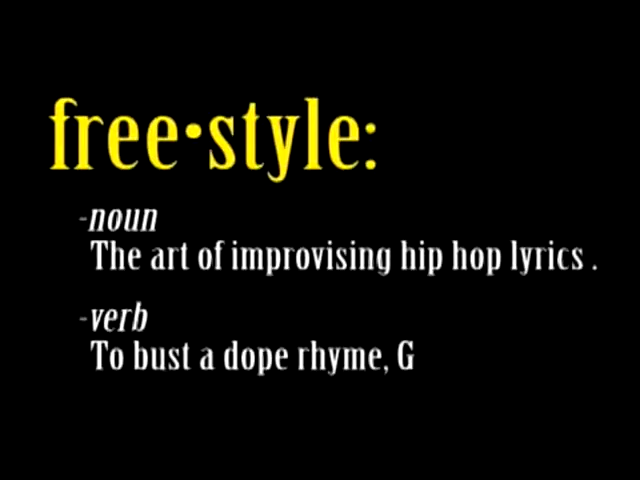 free•style:
-noun
The art of improvising hip hop lyrics .
-verb
To bust a dope rhyme, G